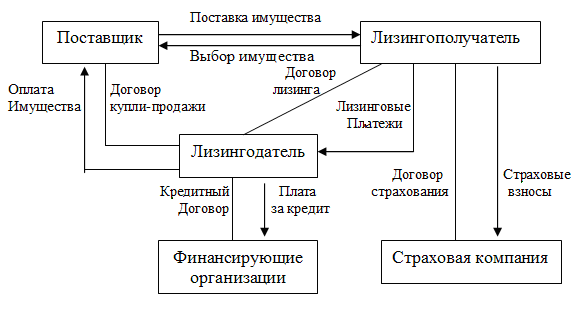 Поставка имущества
Поставщик
Лизингополучатель
Выбор имущества
Договор
лизинга
Оплата
Имущества
Договор
купли-продажи
Лизинговые
Платежи
Лизингодатель
Кредитный
Договор
Плата
за кредит
Договор
страхования
Страховые
взносы
Финансирующие
организации
Страховая компания